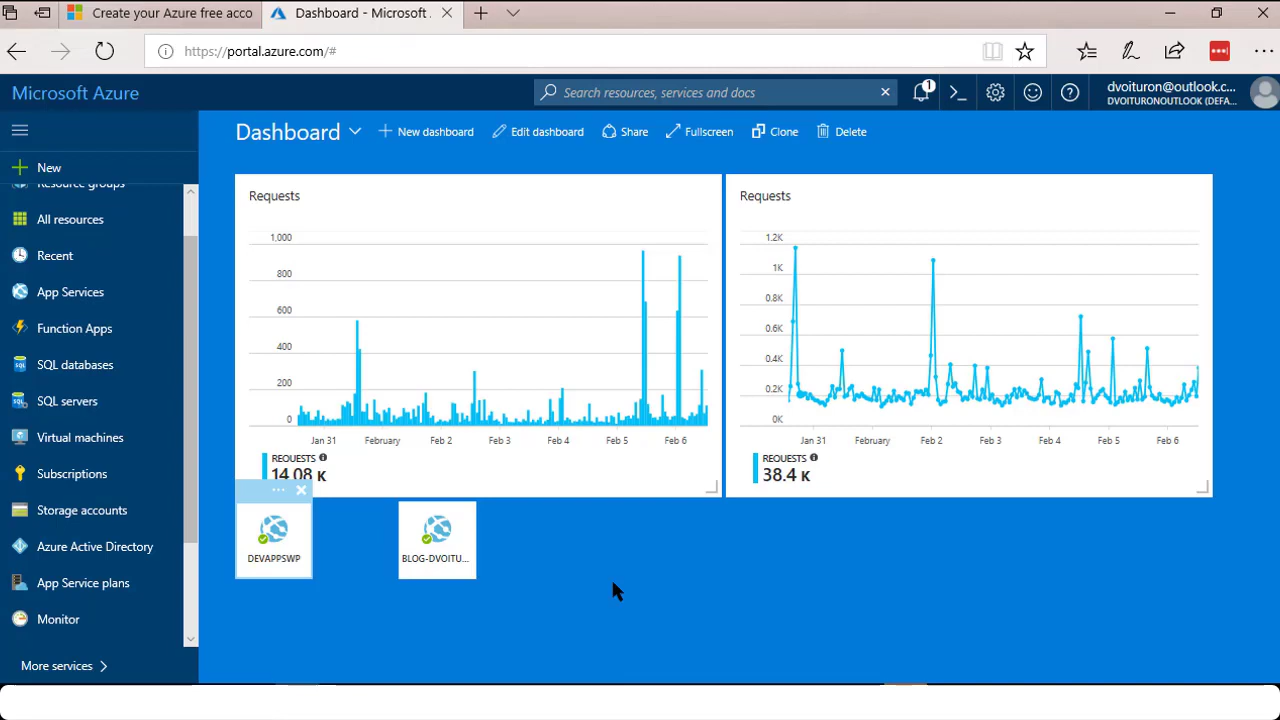 Create your Azure free acco
Dashboard - Microsoft
https://portal.azure.com/#
Microsoft Azure
Search resources, services and docs
1
dvoituron@outlook.c...
DVOITURONOUTLOOK (DEFA...
Dashboard
New dashboard
Edit dashboard
Share
Fullscreen
Clone
Delete
New
Resource groups
All resources
Recent
App Services
Function Apps
SQL databases
SQL servers
Virtual machines
Subscriptions
Storage accounts
Azure Active Directory
App Service plans
Monitor
More services
Requests
1,000
800
600
400
200
0
Jan 31 February Feb 2 Feb 3 Feb 4 Feb 5 Feb 6
REQUESTS
14.08 K
Requests
1.2K
1K
0.8K
0.6K
0.4K
0.2K
0K
Jan 31 February Feb 2 Feb 3 Feb 4 Feb 5 Feb 6
REQUESTS
38.4 K
DEVAPPSWP
BLOG-DVOITU...